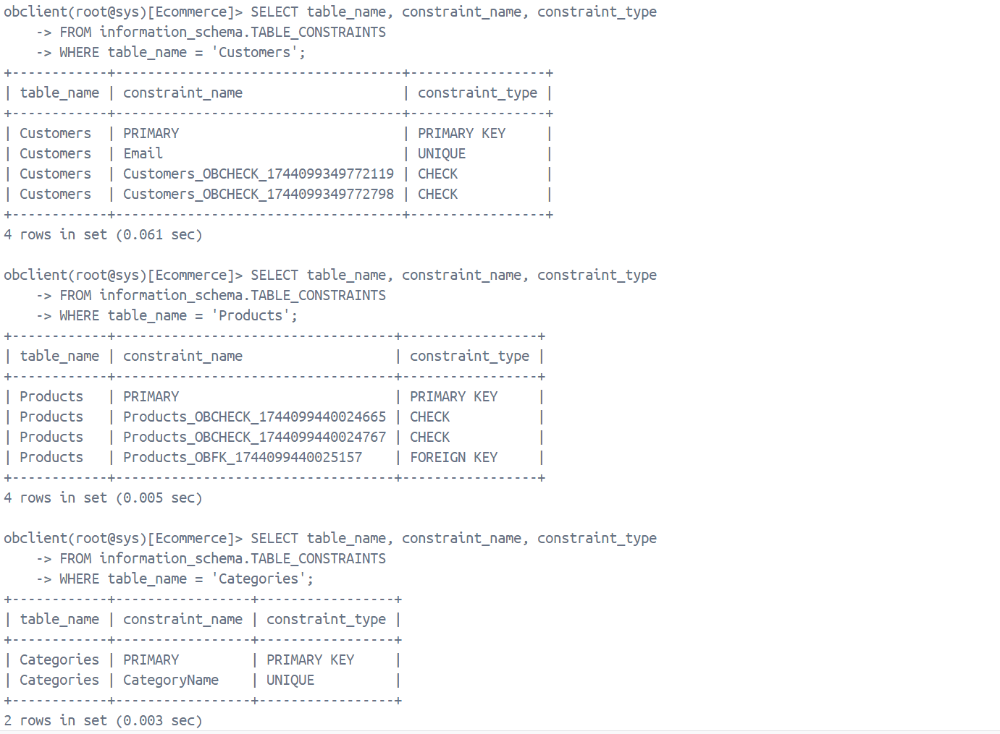 obclient(root@sys)[Ecommerce]> SELECT table_name, constraint_name, constraint_type
    -> FROM information_schema.TABLE_CONSTRAINTS
    -> WHERE table_name = 'Customers';
+------------+------------------------------------+-----------------+
| table_name | constraint_name                    | constraint_type |
+------------+------------------------------------+-----------------+
| Customers  | PRIMARY                            | PRIMARY KEY     |
| Customers  | Email                              | UNIQUE          |
| Customers  | Customers_OBCHECK_1744099349772119 | CHECK           |
| Customers  | Customers_OBCHECK_1744099349772798 | CHECK           |
+------------+------------------------------------+-----------------+
4 rows in set (0.061 sec)

obclient(root@sys)[Ecommerce]> SELECT table_name, constraint_name, constraint_type
    -> FROM information_schema.TABLE_CONSTRAINTS
    -> WHERE table_name = 'Products';
+------------+-----------------------------------+-----------------+
| table_name | constraint_name                   | constraint_type |
+------------+-----------------------------------+-----------------+
| Products   | PRIMARY                           | PRIMARY KEY     |
| Products   | Products_OBCHECK_1744099440024665 | CHECK           |
| Products   | Products_OBCHECK_1744099440024767 | CHECK           |
| Products   | Products_OBFK_1744099440025157    | FOREIGN KEY     |
+------------+-----------------------------------+-----------------+
4 rows in set (0.005 sec)

obclient(root@sys)[Ecommerce]> SELECT table_name, constraint_name, constraint_type
    -> FROM information_schema.TABLE_CONSTRAINTS
    -> WHERE table_name = 'Categories';
+------------+-----------------+-----------------+
| table_name | constraint_name | constraint_type |
+------------+-----------------+-----------------+
| Categories | PRIMARY         | PRIMARY KEY     |
| Categories | CategoryName    | UNIQUE          |
+------------+-----------------+-----------------+
2 rows in set (0.003 sec)